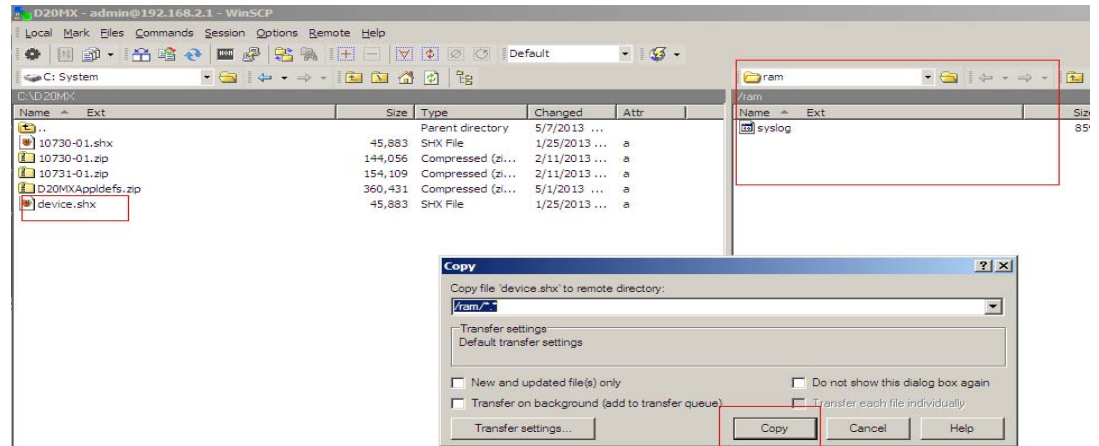 D20MX - admin@192.168.2.1 - WinSCP
Local Mark Files Commands Session Options Remote Help
Default
C: System
ram
C:\D20MX
/ram
Name Ext Size Type Changed Attr
Name Ext Size
.. Parent directory 5/7/2013 ...
syslog 859
10730-01.shx 45,883 SHX File 1/25/2013 ... a
10730-01.zip 144,056 Compressed (zi... 2/11/2013 ... a
10731-01.zip 154,109 Compressed (zi... 2/11/2013 ... a
D20MXAppldefs.zip 360,431 Compressed (zi... 5/1/2013 ... a
device.shx 45,883 SHX File 1/25/2013 ... a
Copy
Copy file 'device.shx' to remote directory:
/ram/*.*
Transfer settings
Default transfer settings
New and updated file(s) only
Do not show this dialog box again
Transfer on background (add to transfer queue)
Transfer each file individually
Transfer settings... Copy Cancel Help